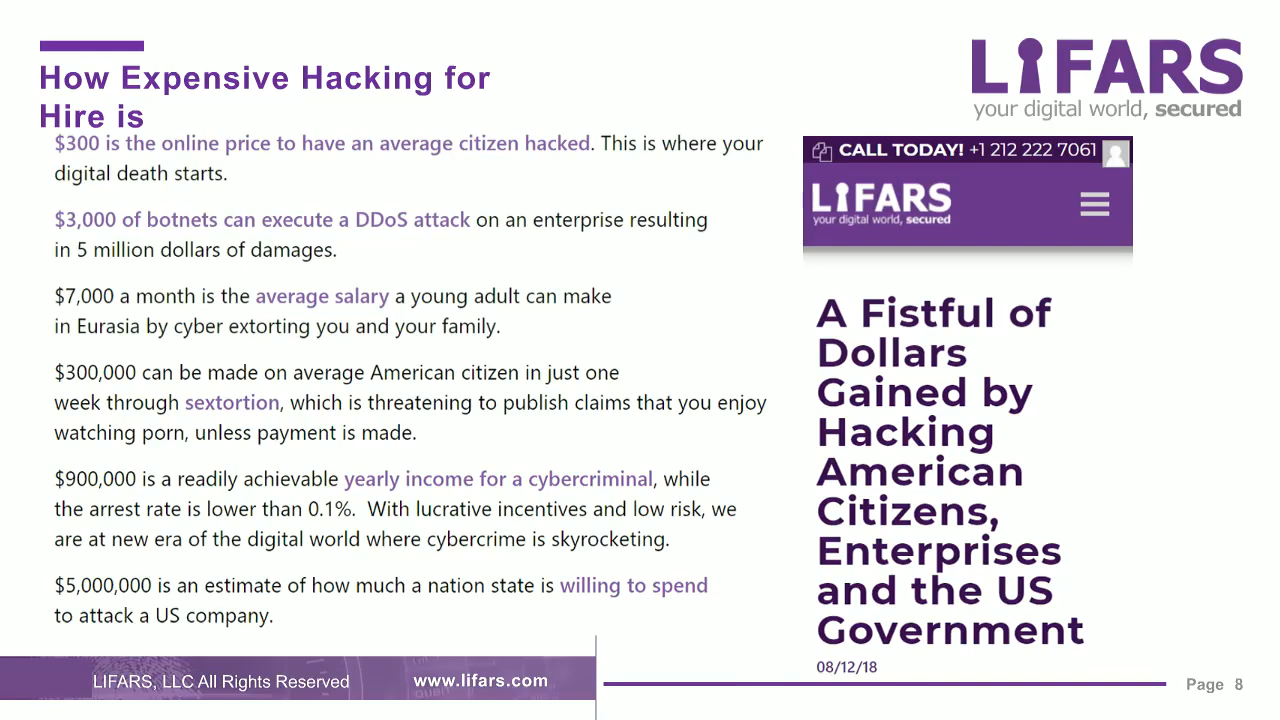 How Expensive Hacking for
Hire is
$300 is the online price to have an average citizen hacked. This is where your
digital death starts.
$3,000 of botnets can execute a DDoS attack on an enterprise resulting
in 5 million dollars of damages.
$7,000 a month is the average salary a young adult can make
in Eurasia by cyber extorting you and your family.
$300,000 can be made on average American citizen in just one
week through sextortion, which is threatening to publish claims that you enjoy
watching porn, unless payment is made.
$900,000 is a readily achievable yearly income for a cybercriminal, while
the arrest rate is lower than 0.1%. With lucrative incentives and low risk, we
are at new era of the digital world where cybercrime is skyrocketing.
$5,000,000 is an estimate of how much a nation state is willing to spend
to attack a US company.
LIFARS
your digital world, secured
CALL TODAY! +1 212 222 7061
LIFARS
your digital world, secured
A Fistful of
Dollars
Gained by
Hacking
American
Citizens,
Enterprises
and the US
Government
08/12/18
LIFARS, LLC All Rights Reserved
www.lifars.com
Page 8